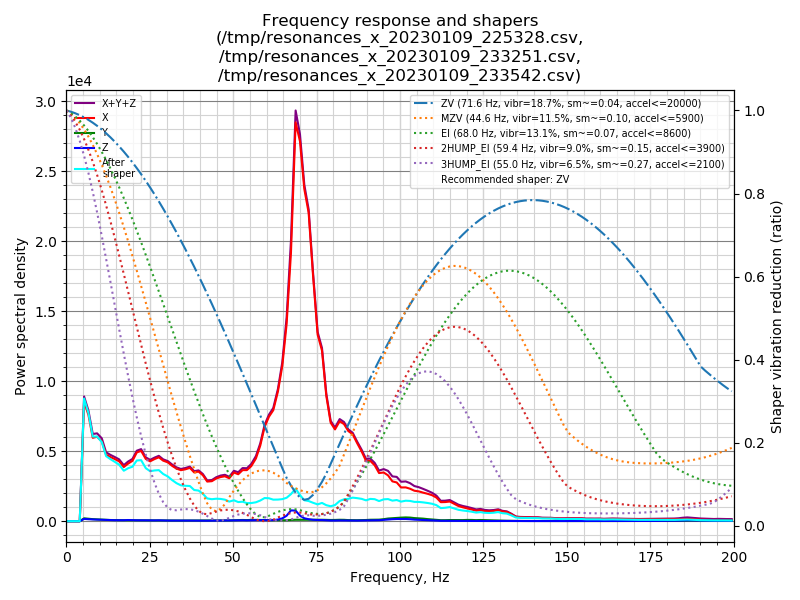 Frequency response and shapers
(/tmp/resonances_x_20230109_225328.csv,
/tmp/resonances_x_20230109_233251.csv,
/tmp/resonances_x_20230109_233542.csv)
1e4
X+Y+Z
X
Y
Z
After
shaper
ZV (71.6 Hz, vibr=18.7%, sm~=0.04, accel<=20000)
MZV (44.6 Hz, vibr=11.5%, sm~=0.10, accel<=5900)
EI (68.0 Hz, vibr=13.1%, sm~=0.07, accel<=8600)
2HUMP_EI (59.4 Hz, vibr=9.0%, sm~=0.15, accel<=3900)
3HUMP_EI (55.0 Hz, vibr=6.5%, sm~=0.27, accel<=2100)
Recommended shaper: ZV
3.0
2.5
2.0
1.5
1.0
0.5
0.0
Power spectral density
1.0
0.8
0.6
0.4
0.2
0.0
Shaper vibration reduction (ratio)
0 25 50 75 100 125 150 175 200
Frequency, Hz